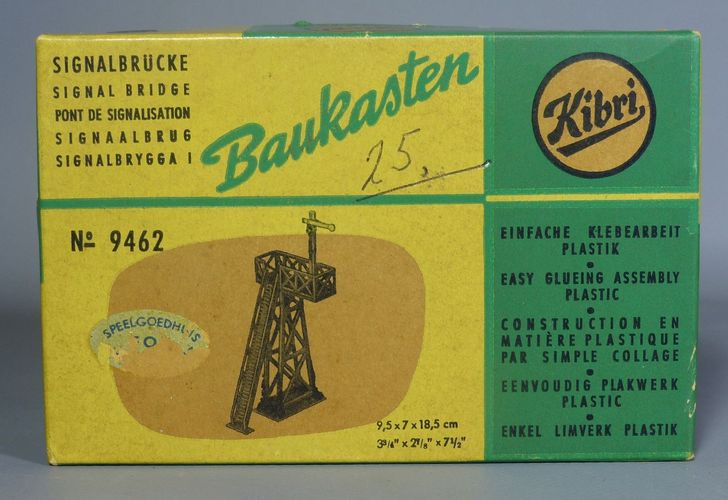 SIGNALBRÜCKE
SIGNAL BRIDGE
PONT DE SIGNALISATION
SIGNAALBRUG
SIGNALBRYGGA I
Baukasten
25.
Kibri
Nº 9462
SPEELGOEDHUIS
9,5 x 7 x 18,5 cm
3¾" x 2⅞" x 7½"
EINFACHE KLEBEARBEIT
PLASTIK
•
EASY GLUEING ASSEMBLY
PLASTIC
•
CONSTRUCTION EN
MATIÈRE PLASTIQUE
PAR SIMPLE COLLAGE
•
EENVOUDIG PLAKWERK
PLASTIC
•
ENKEL LIMVERK PLASTIK